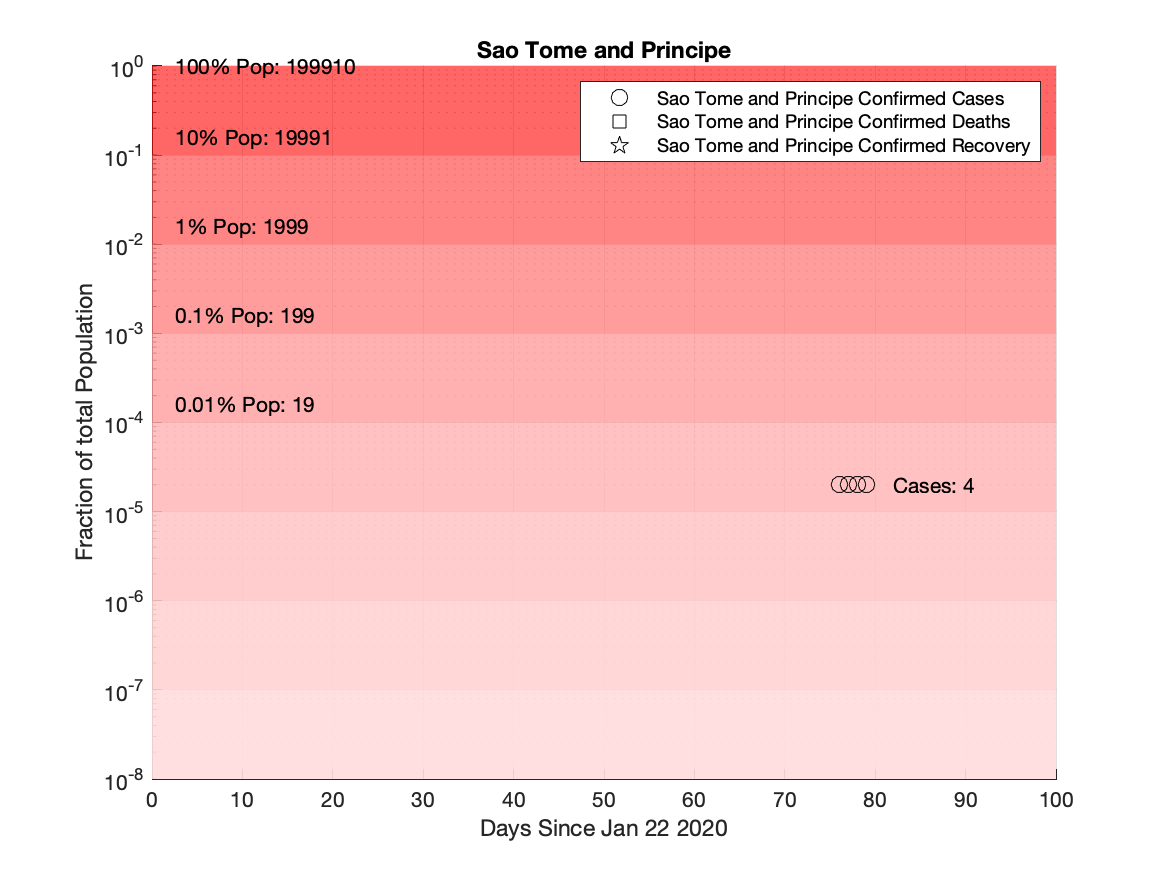 Sao Tome and Principe
10^0
100% Pop: 199910
Sao Tome and Principe Confirmed Cases
Sao Tome and Principe Confirmed Deaths
Sao Tome and Principe Confirmed Recovery
10% Pop: 19991
10^-1
1% Pop: 1999
10^-2
0.1% Pop: 199
10^-3
0.01% Pop: 19
10^-4
Cases: 4
10^-5
10^-6
10^-7
10^-8
Fraction of total Population
0 10 20 30 40 50 60 70 80 90 100
Days Since Jan 22 2020